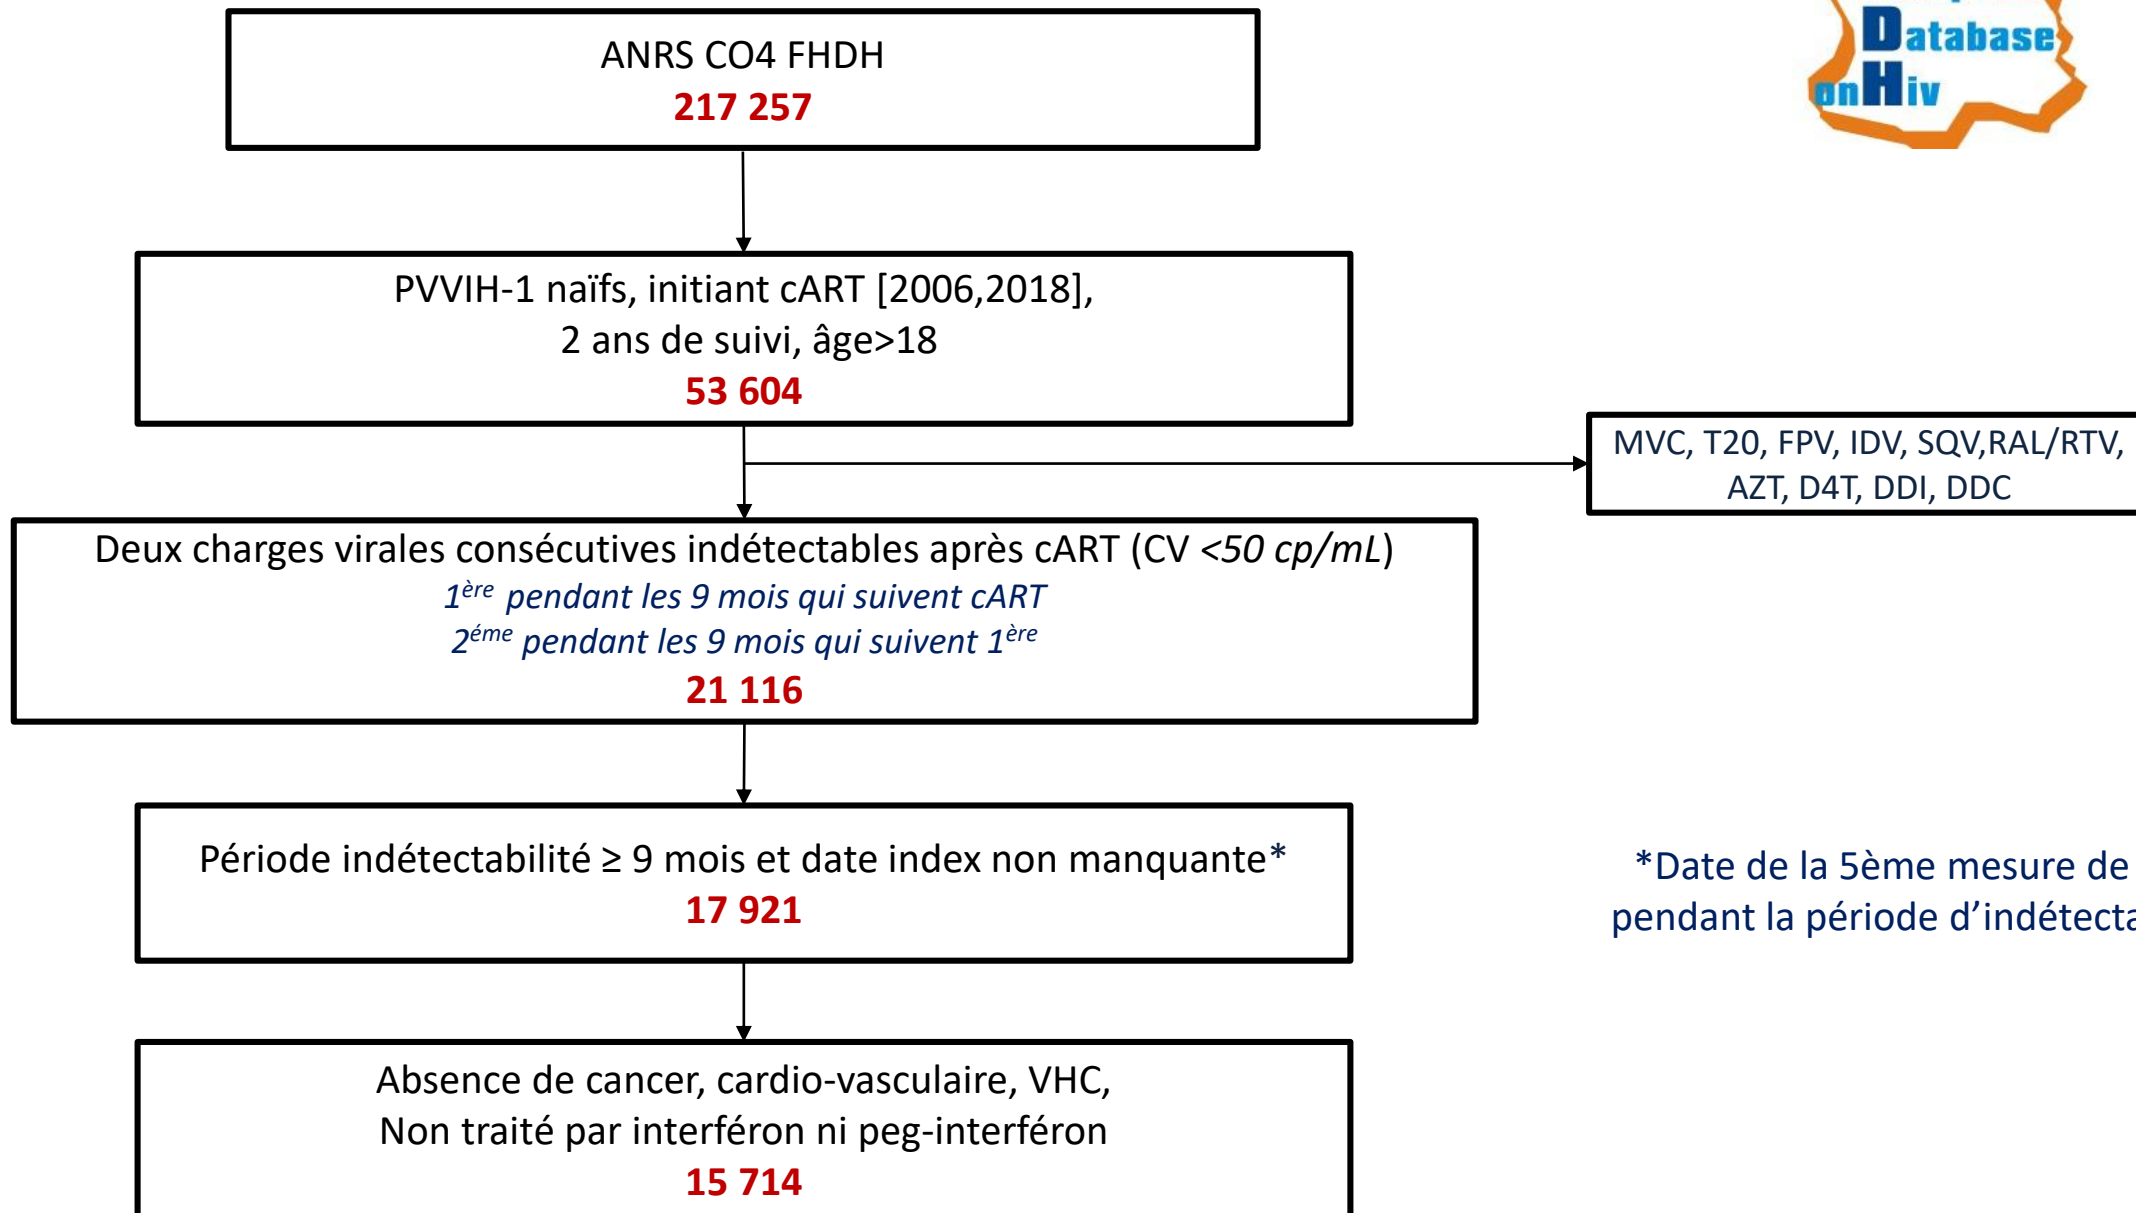 Database
onHiv
ANRS CO4 FHDH
217 257
PVVIH-1 naïfs, initiant cART [2006,2018],
2 ans de suivi, âge>18
53 604
MVC, T20, FPV, IDV, SQV,RAL/RTV,
AZT, D4T, DDI, DDC
Deux charges virales consécutives indétectables après cART (CV <50 cp/mL)
1ère pendant les 9 mois qui suivent cART
2éme pendant les 9 mois qui suivent 1ère
21 116
Période indétectabilité ≥ 9 mois et date index non manquante*
17 921
*Date de la 5ème mesure de
pendant la période d’indétecta
Absence de cancer, cardio-vasculaire, VHC,
Non traité par interféron ni peg-interféron
15 714